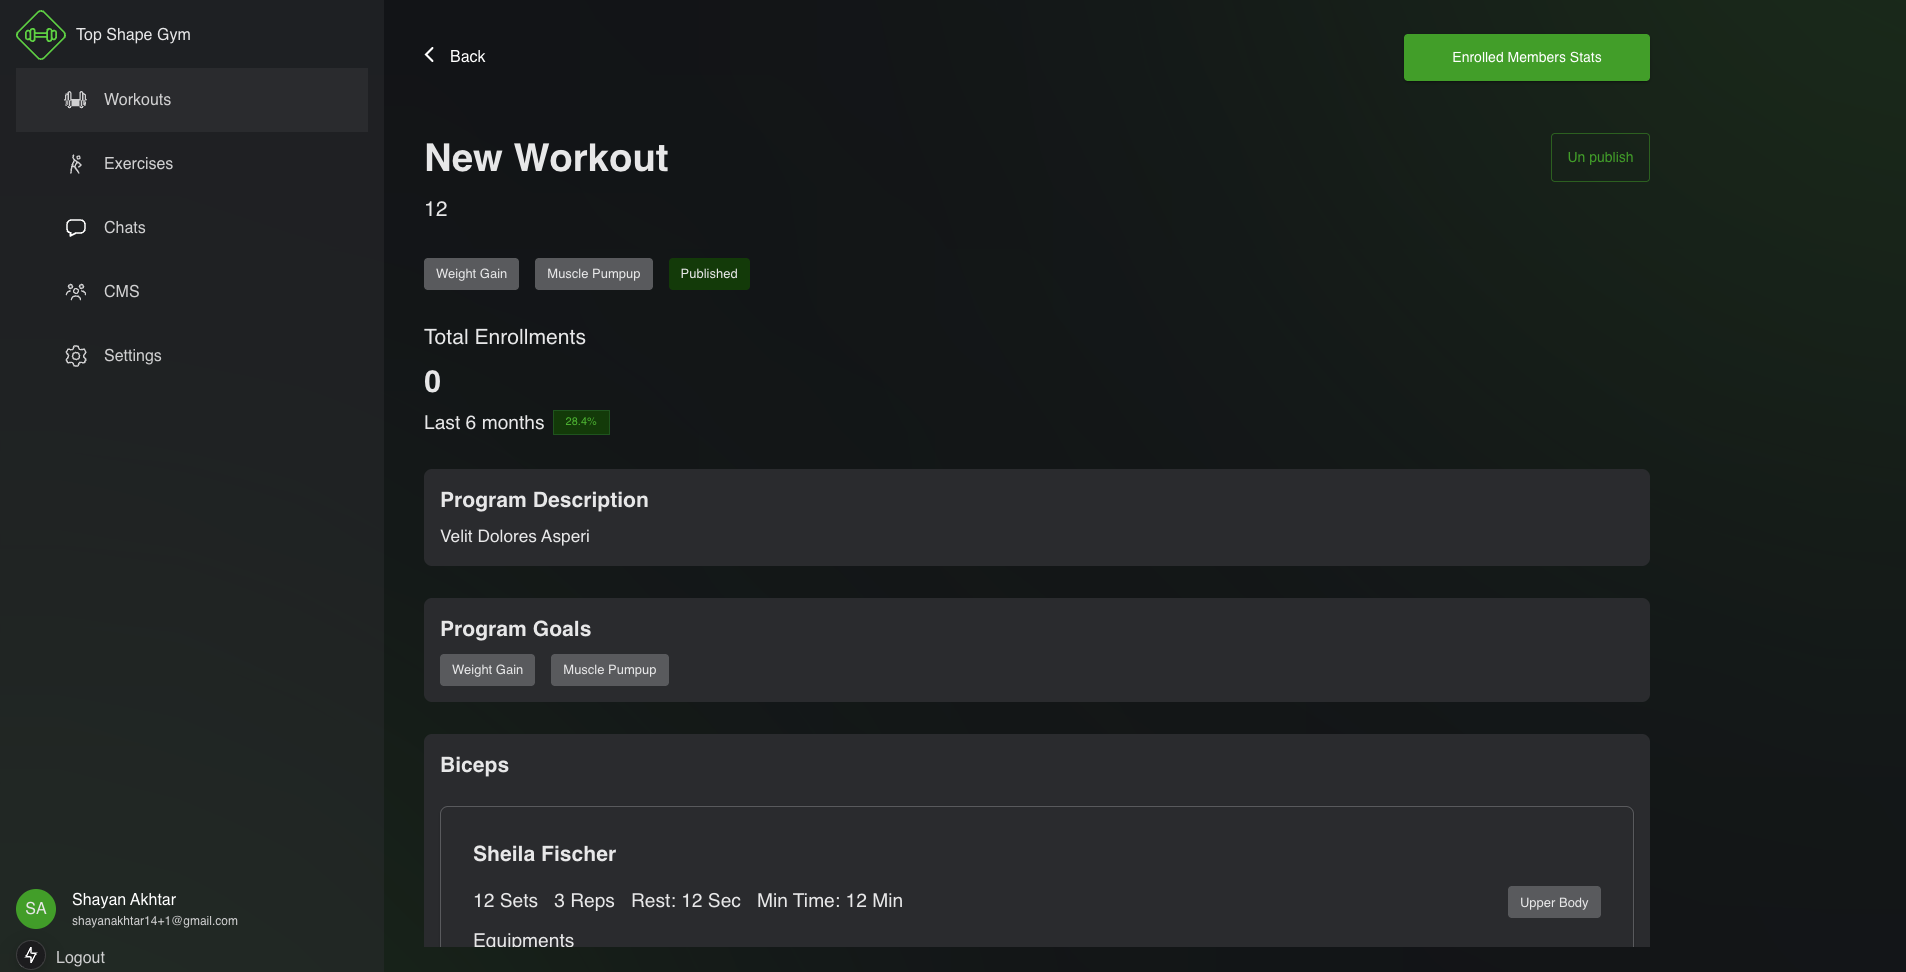 Top Shape Gym
Workouts
Exercises
Chats
CMS
Settings
Shayan Akhtar
shayanakhtar14+1@gmail.com
SA
Logout
Back
Enrolled Members Stats
New Workout
Un publish
12
Weight Gain Muscle Pumpup Published
Total Enrollments
0
Last 6 months 28.4%
Program Description
Velit Dolores Asperi
Program Goals
Weight Gain Muscle Pumpup
Biceps
Sheila Fischer
12 Sets 3 Reps Rest: 12 Sec Min Time: 12 Min
Upper Body
Equipments